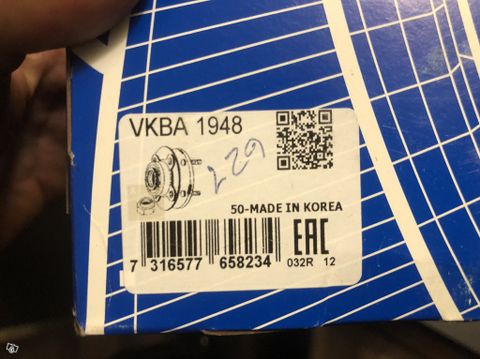 VKBA 1948
229
50-MADE IN KOREA
EAC
7 316577 658234
032R 12